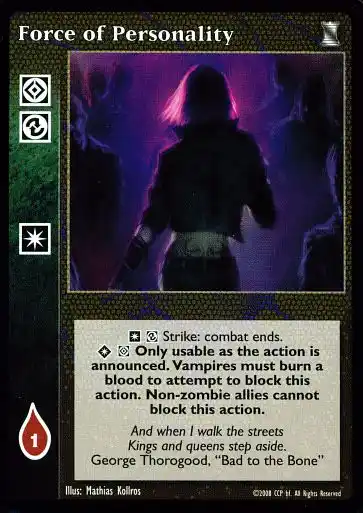 Force of Personality
Strike: combat ends.
Only usable as the action is
announced. Vampires must burn a
blood to attempt to block this
action. Non-zombie allies cannot
block this action.
And when I walk the streets
Kings and queens step aside.
George Thorogood, "Bad to the Bone"
1
Illus: Mathias Kollros
©2008 CCP hf. All Rights Reserved